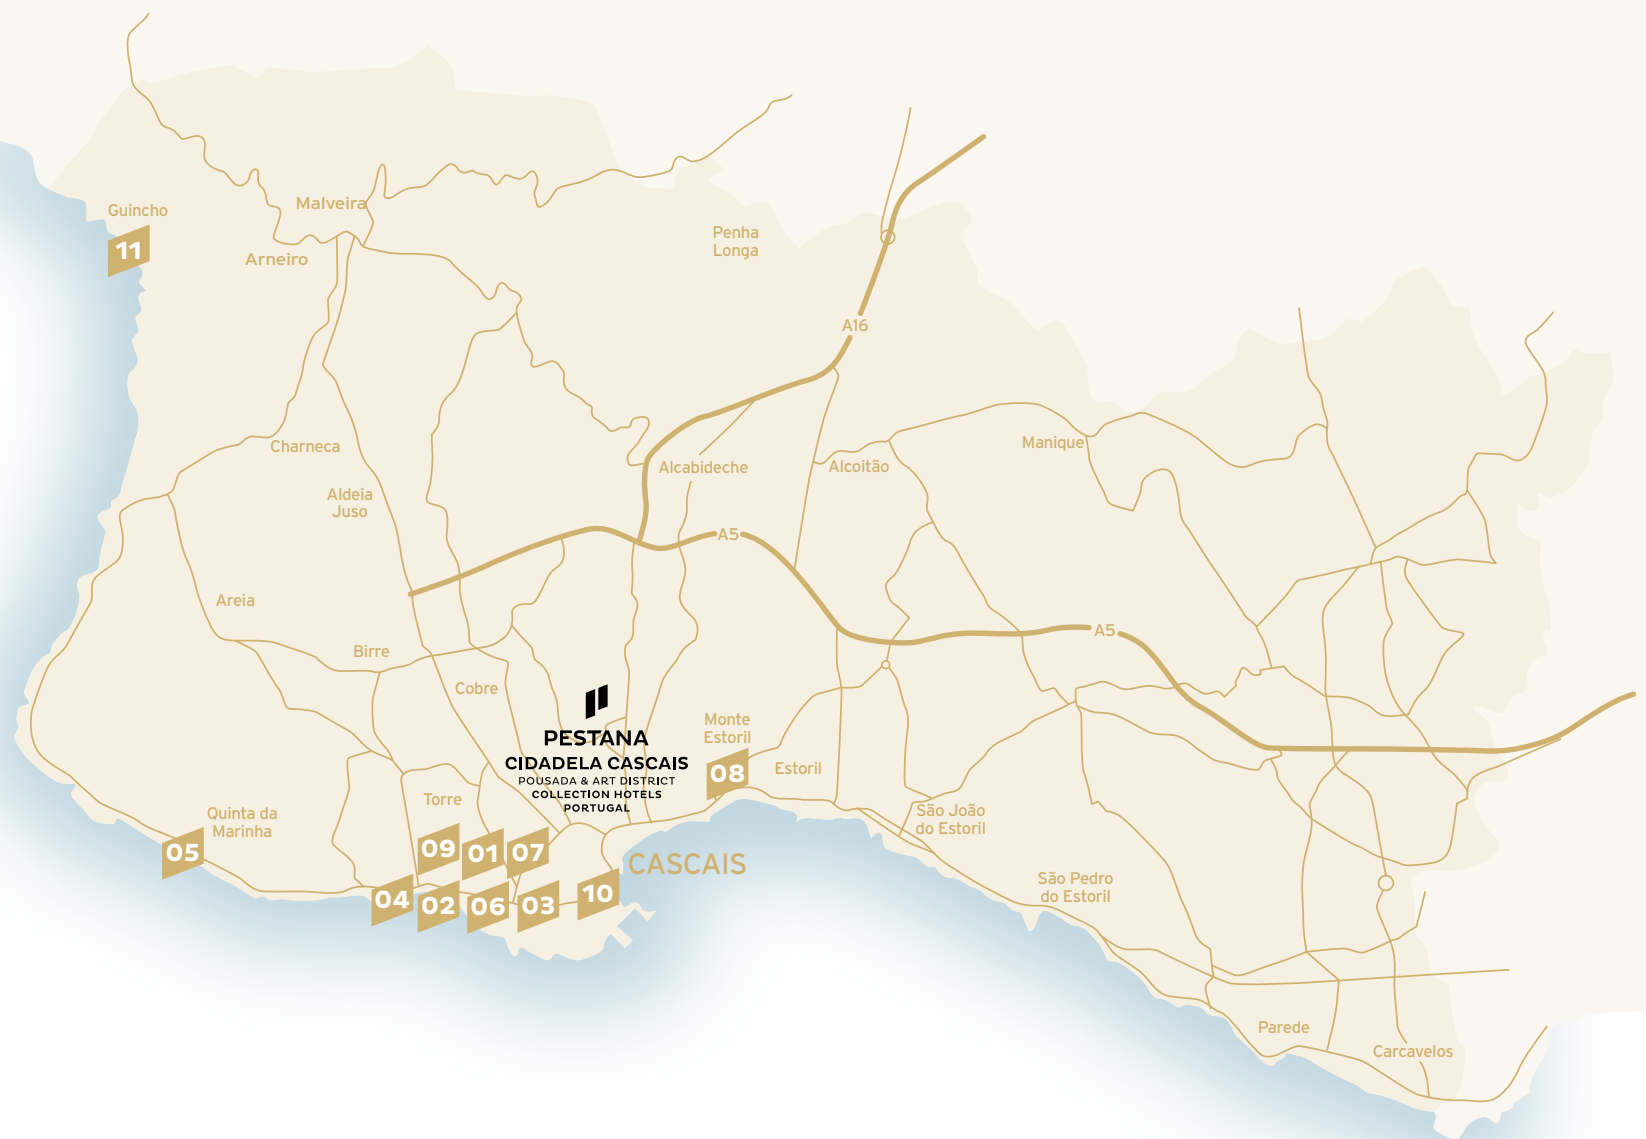 Guincho
11
Malveira
Arneiro
Penha
Longa
A16
Charneca
Aldeia
Juso
Alcabideche
Alcoitão
Manique
A5
A5
Areia
Birre
Cobre
PESTANA
CIDADELA CASCAIS
POUSADA & ART DISTRICT
COLLECTION HOTELS
PORTUGAL
Monte
Estoril
08
Estoril
Torre
Quinta da
Marinha
05
09
01
07
04
02
06
03
10
CASCAIS
São João
do Estoril
São Pedro
do Estoril
Parede
Carcavelos